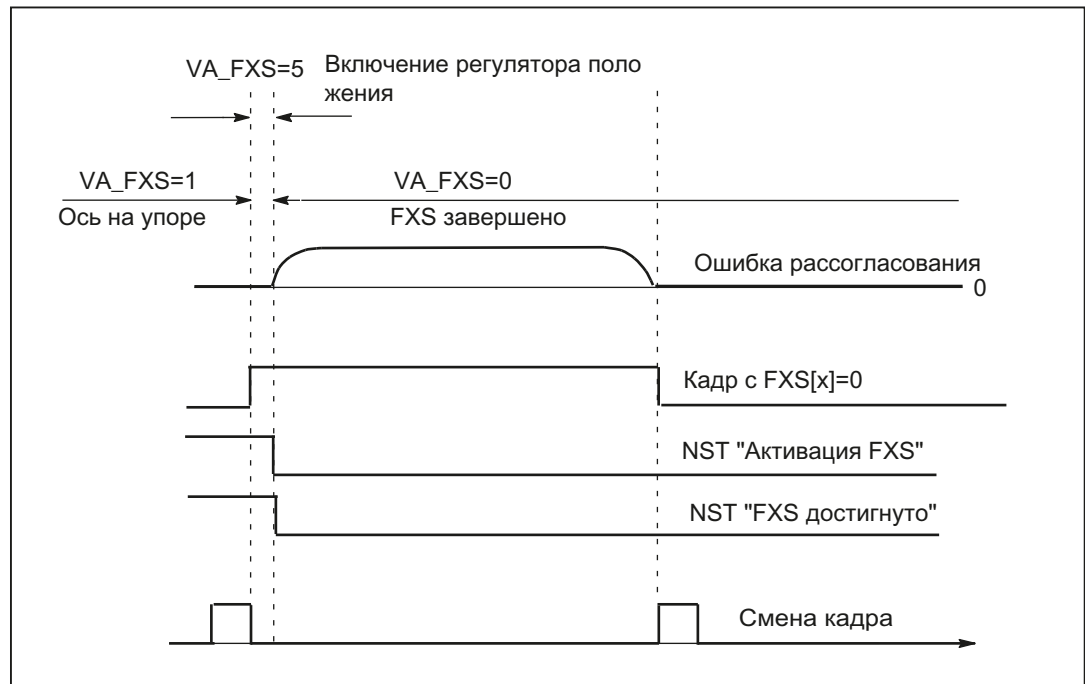 VA_FXS=5 Включение регулятора поло
жения
VA_FXS=1 VA_FXS=0
Ось на упоре FXS завершено
Ошибка рассогласования
0
Кадр с FXS[x]=0
NST "Активация FXS"
NST "FXS достигнуто"
Смена кадра